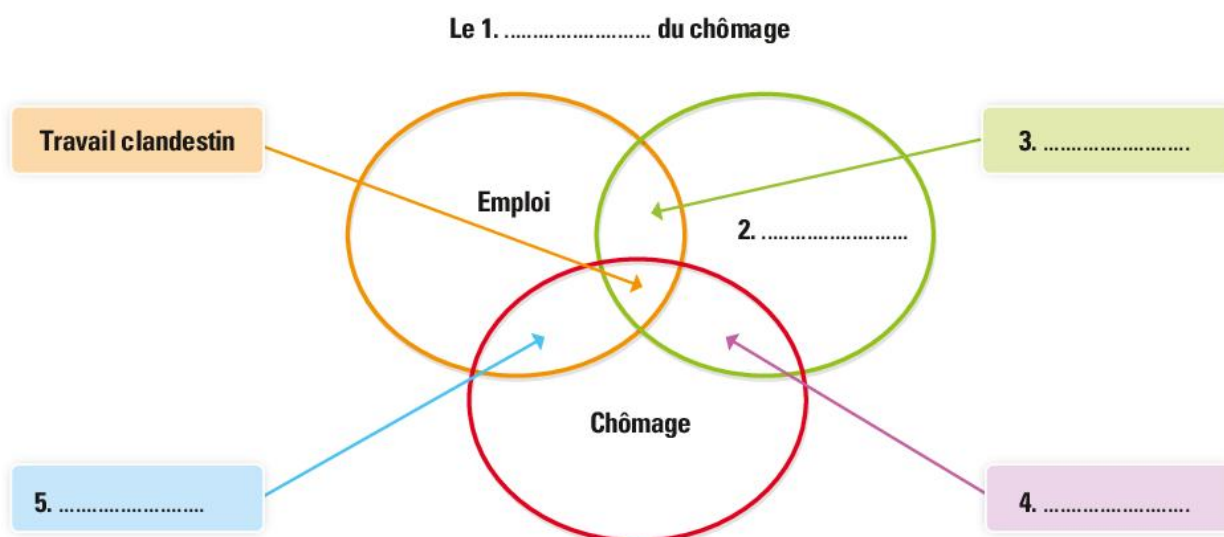 Le 1. .......................... du chômage
Travail clandestin
3. ..........................
Emploi
2. ..........................
Chômage
5. ..........................
4. ..........................